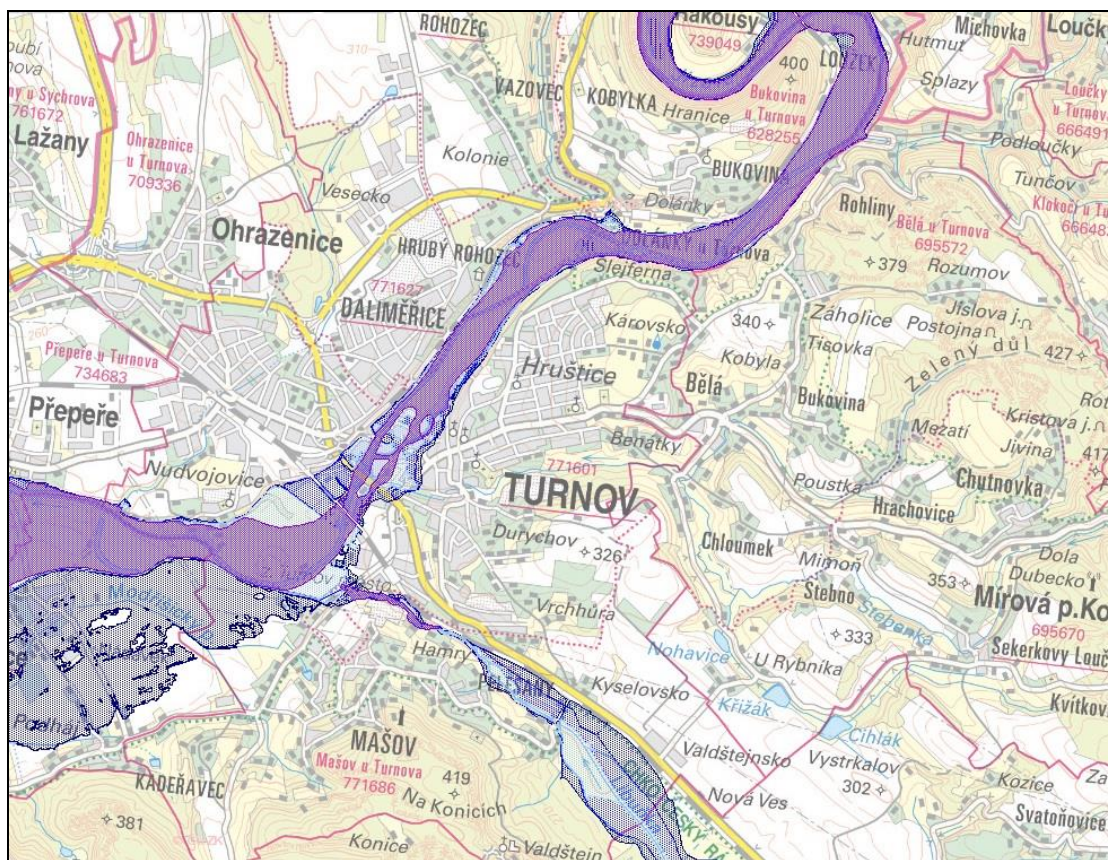 ROHOZEC
Rakousy
739049
Michovka
Hutmut
LOUZEK
400
Splazy
Lažany
Ohrazenice
u Turnova
709336
VAZOVEC
KOBYLKA
Hranice
Bukovina
u Turnova
628255
Loučky
u Turnova
Podloučky
Kolonie
BUKOVINA
Tunčov
Vesecko
Dolánky
Rohliny
Bělá u Turnova
695572
Ohrazenice
HRUBÝ ROHOZEC
DOLÁNKY u Turnova
Šlejferna
379
Rozumov
771627
DALIMĚŘICE
Károvsko
340
Záholice
Jíslova j.
Postojna
Tisovka
Zelený důl
427
Přepeře u Turnova
734683
Kobyla
Přepeře
Hruštice
Bělá
Bukovina
Kristova j.
Mezatí
Jivina
417
Benátky
Nudvojovice
771601
TURNOV
Poustka
Chutnovka
Hrachovice
Durychov
326
Chloumek
Mimoň
Dola
Dubecko
353
Stebno
Stebenka
Mírová p.Ko
695670
Vrchhůra
333
Hamry
Nohavice
U Rybníka
Sekerkovy Louč
PELEŠANY
Kyselovsko
Křižák
Cihlák
MAŠOV
Mašov u Turnova
771686
Valdštejnsko
Vystrkalov
302
KADEŘAVEC
419
Na Konicích
Nová Ves
Kozice
Svatoňovice
381
Konice
Valdštejn